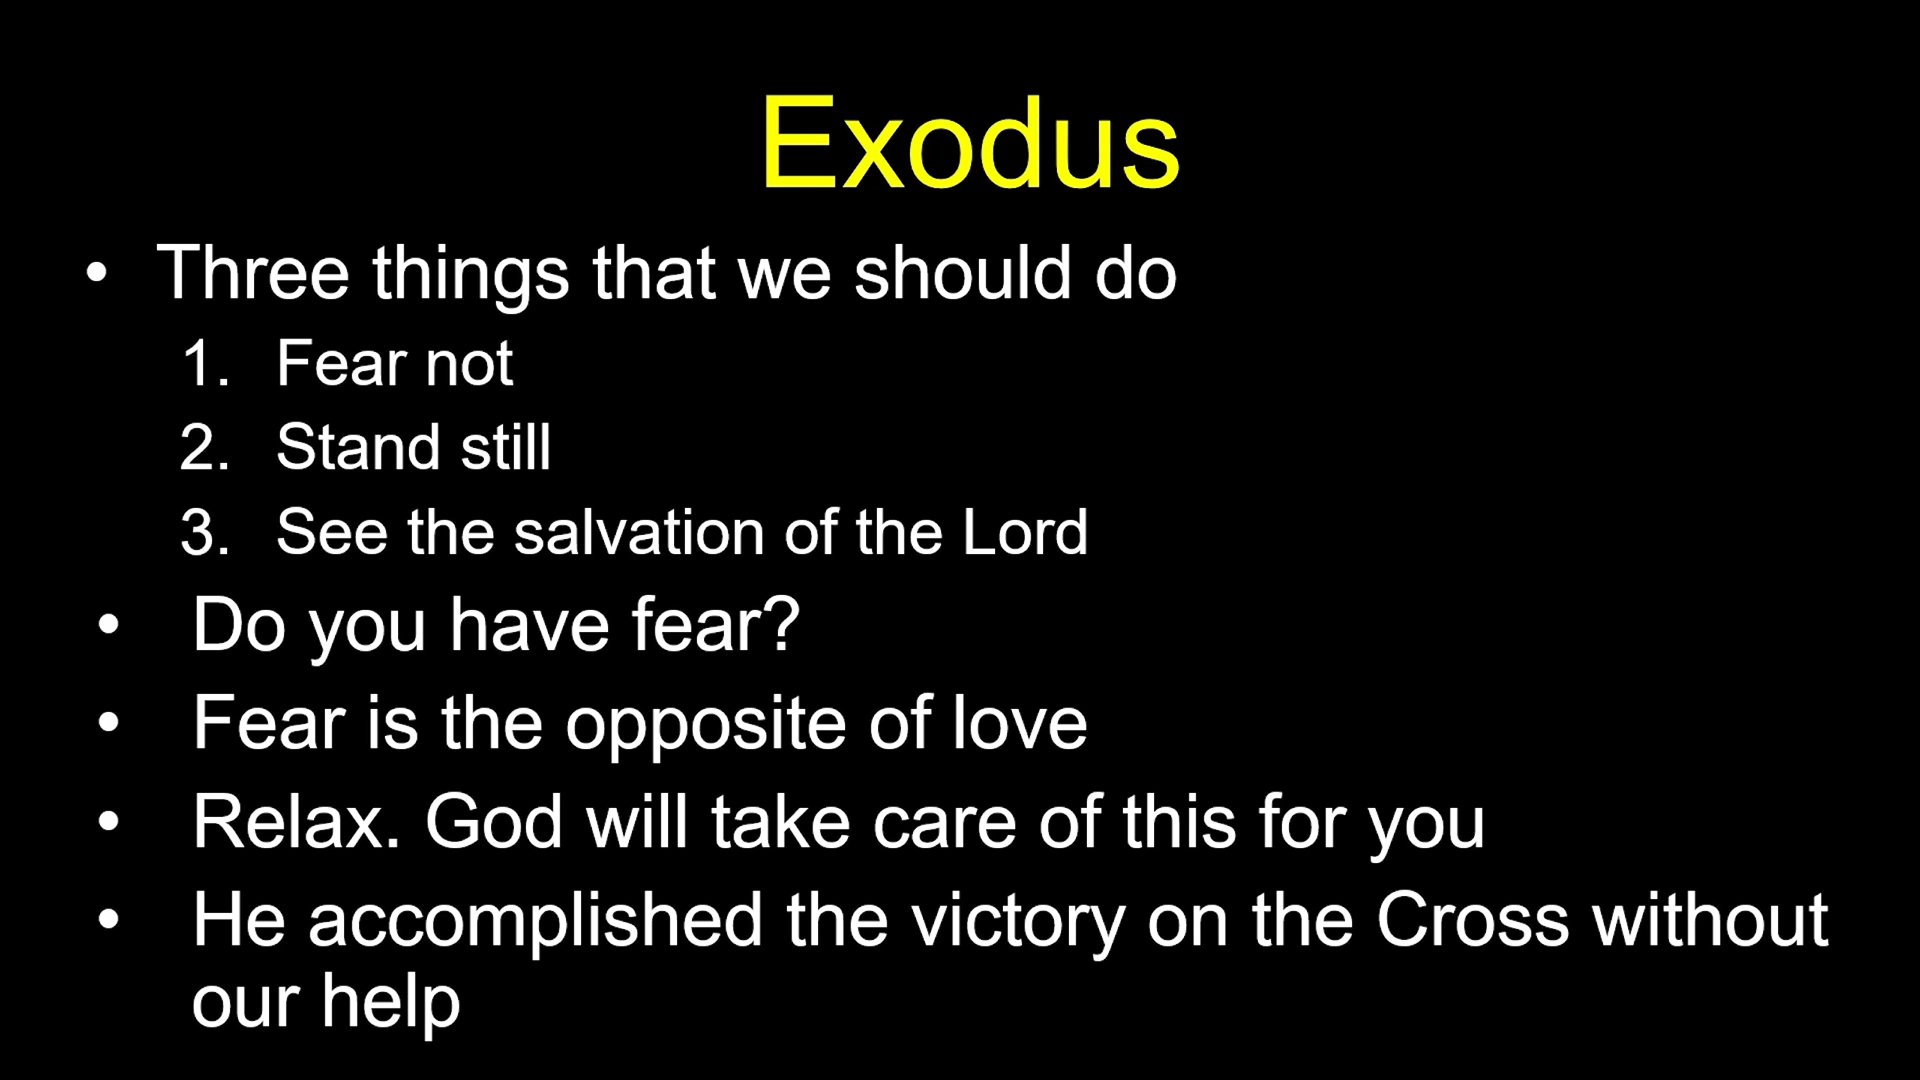 Exodus
• Three things that we should do
1. Fear not
2. Stand still
3. See the salvation of the Lord
• Do you have fear?
• Fear is the opposite of love
• Relax. God will take care of this for you
• He accomplished the victory on the Cross without
our help